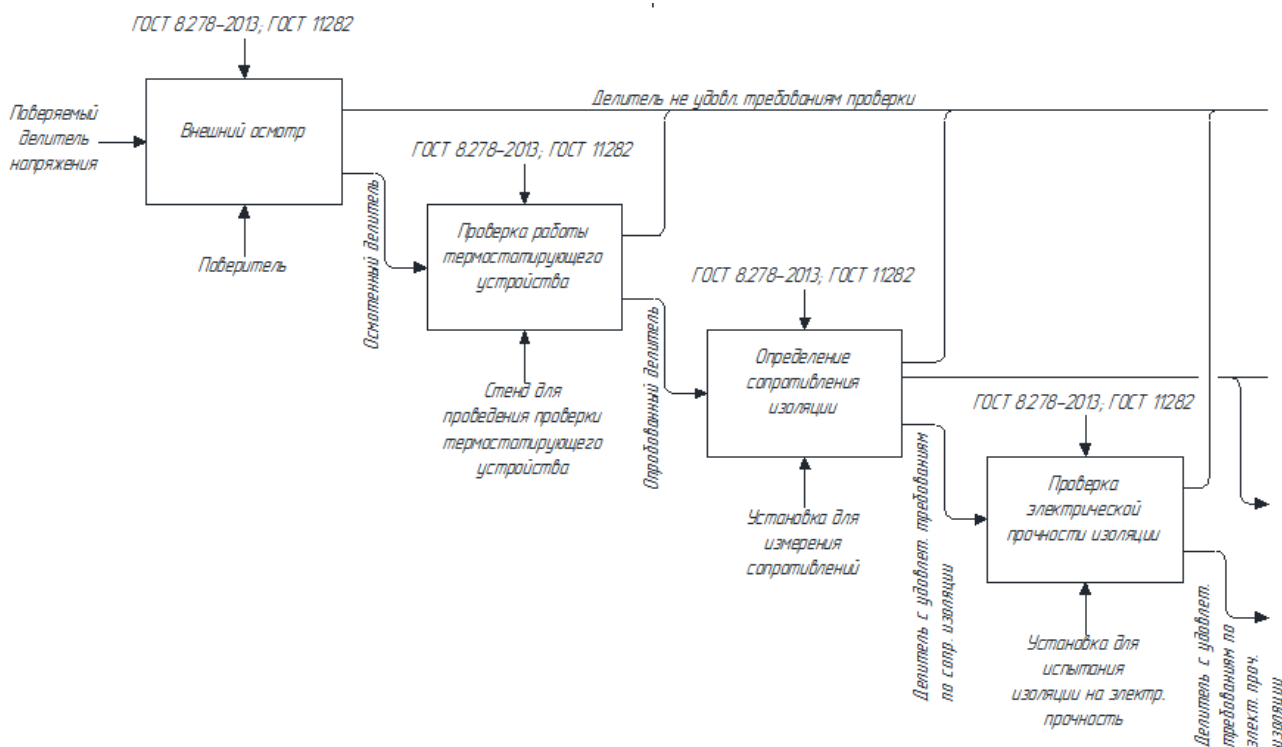 ГОСТ 8.278-2013; ГОСТ 11282
Делитель не удовл. требованиям проверки
Поверяемый
делитель
напряжения
Внешний осмотр
Поверитель
ГОСТ 8.278-2013; ГОСТ 11282
Осмотенный делитель
Проверка работы
термостатирующего
устройства
Стенд для
проведения проверки
термостатирующего
устройства
ГОСТ 8.278-2013; ГОСТ 11282
Опробованный делитель
Определение
сопротивления
изоляции
Установка для
измерения
сопротивлений
ГОСТ 8.278-2013; ГОСТ 11282
Делитель с удовлет. требованиям
по сопр. изоляции
Проверка
электрической
прочности изоляции
Установка для
испытания
изоляции на электр.
прочность
Делитель с удовлет.
требованиям по
элект. проч.
изоляции